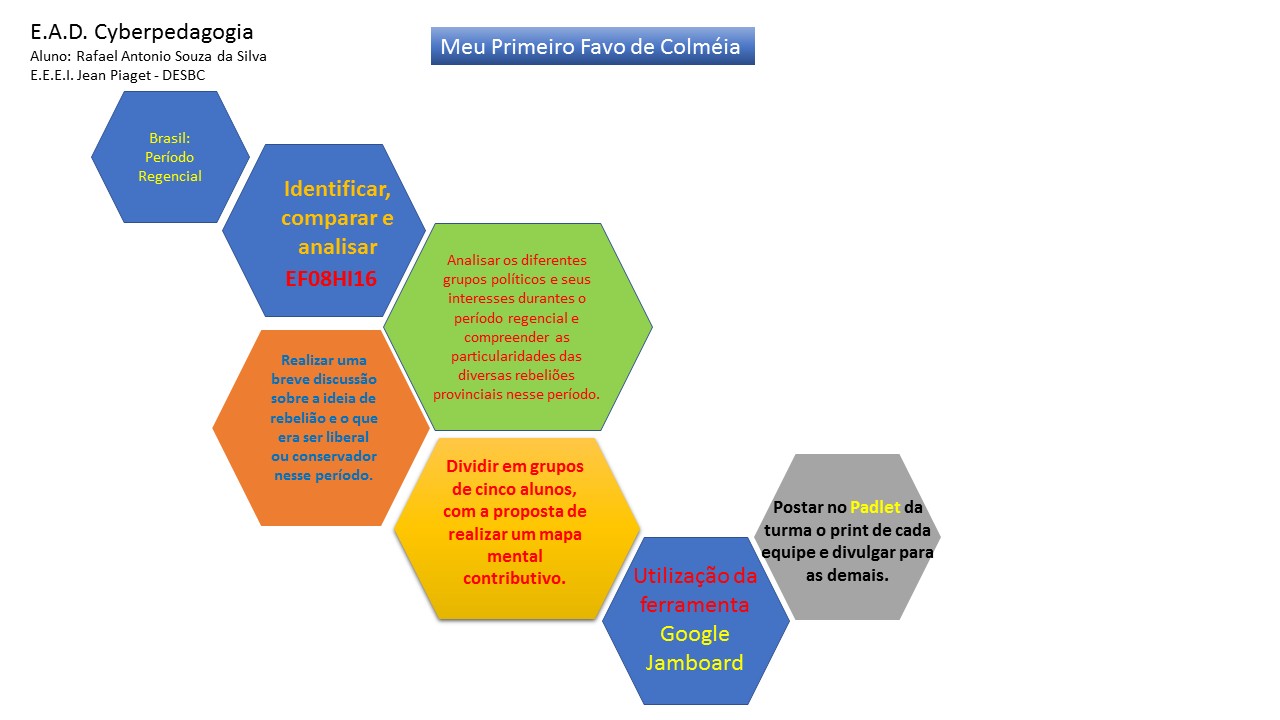 E.A.D. Cyberpedagogia
Aluno: Rafael Antonio Souza da Silva
E.E.E.I. Jean Piaget - DESBC
Meu Primeiro Favo de Colméia
Brasil:
Período
Regencial
Identificar,
comparar e
analisar
EF08HI16
Analisar os diferentes
grupos políticos e seus
interesses durantes o
período regencial e
compreender as
particularidades das
diversas rebeliões
provinciais nesse período.
Realizar uma
breve discussão
sobre a ideia de
rebelião e o que
era ser liberal
ou conservador
nesse período.
Dividir em grupos
de cinco alunos,
com a proposta de
realizar um mapa
mental
contributivo.
Utilização da
ferramenta
Google
Jamboard
Postar no Padlet da
turma o print de cada
equipe e divulgar para
as demais.